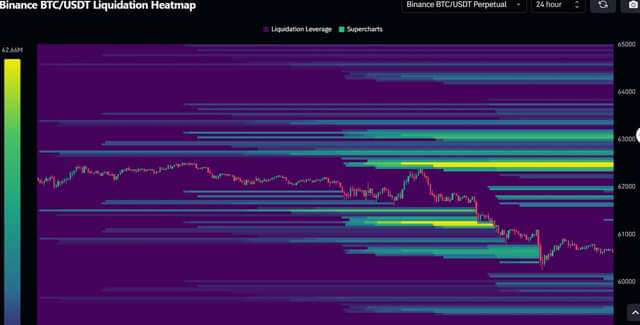 Binance BTC/USDT Liquidation Heatmap
Binance BTC/USDT Perpetual
24 hour
Liquidation Leverage
Supercharts
62.66M
65000
64000
63000
62000
61000
60000